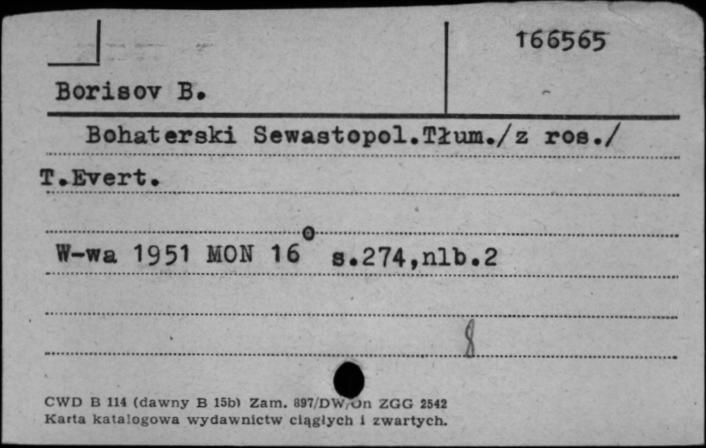 166565
Borisov B.
Bohaterski Sewastopol.Tłum./z ros./
T.Evert.
W-wa 1951 MON 16° s.274,nlb.2
8
CWD B 114 (dawny B 15b) Zam. 897/DW/On ZGG 2542
Karta katalogowa wydawnictw ciągłych i zwartych.